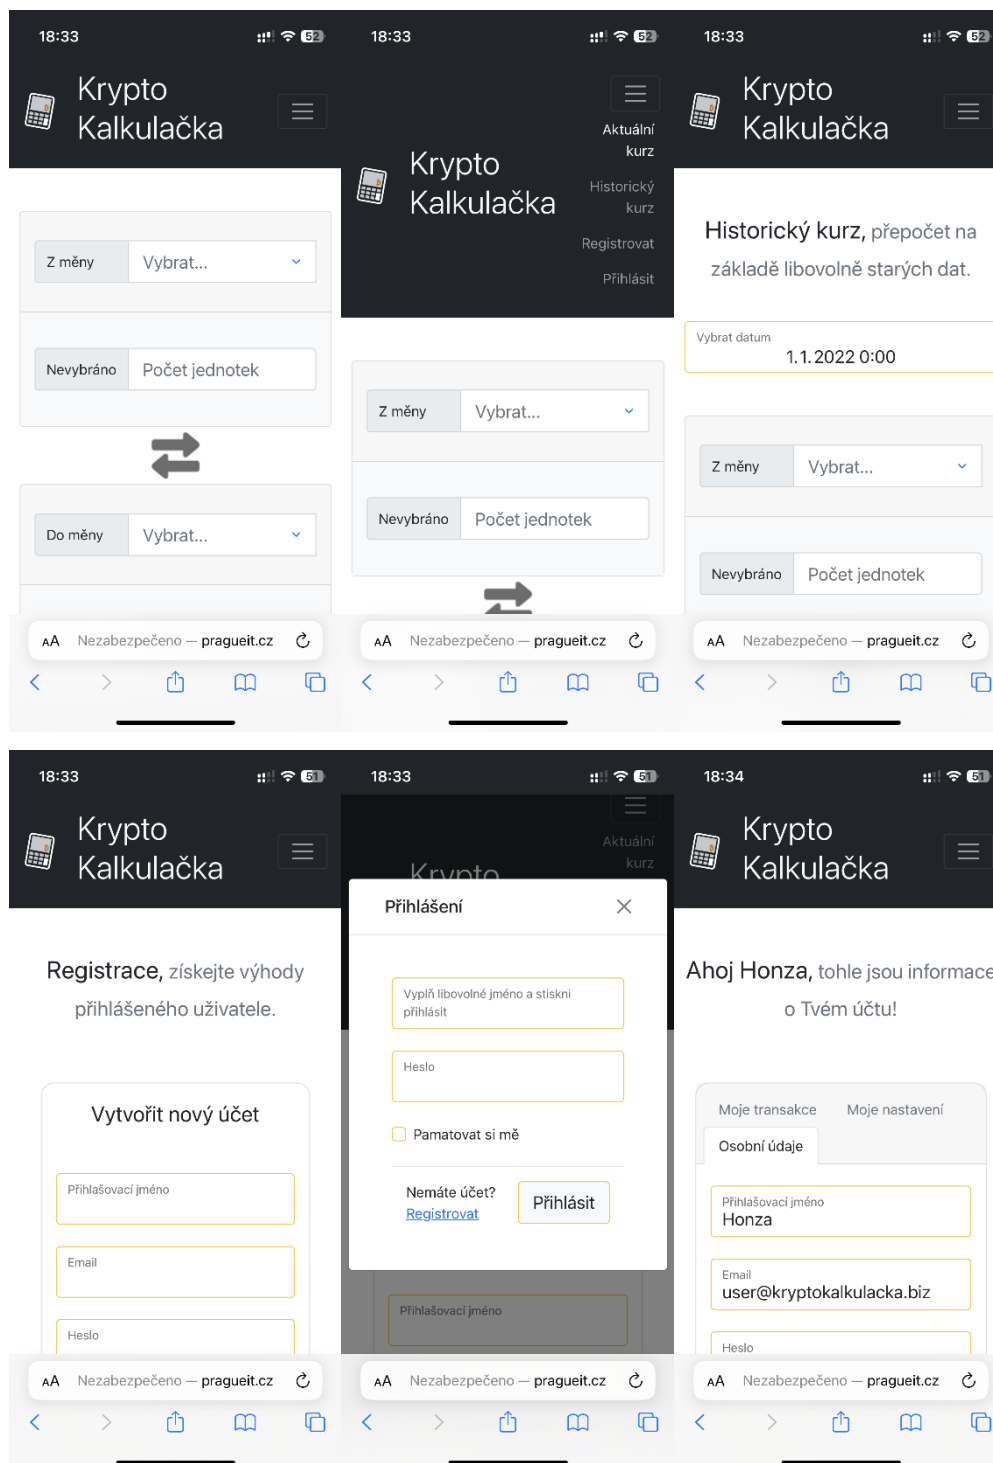 18:33
52
Krypto
Kalkulačka
Z měny
Vybrat...
Nevybráno
Počet jednotek
Do měny
Vybrat...
AA
Nezabezpečeno — pragueit.cz
18:33
52
Krypto
Kalkulačka
Aktuální
kurz
Historický
kurz
Registrovat
Přihlásit
Z měny
Vybrat...
Nevybráno
Počet jednotek
AA
Nezabezpečeno — pragueit.cz
18:33
52
Krypto
Kalkulačka
Historický kurz, přepočet na
základě libovolně starých dat.
Vybrat datum
1.1.2022 0:00
Z měny
Vybrat...
Nevybráno
Počet jednotek
AA
Nezabezpečeno — pragueit.cz
18:33
51
Krypto
Kalkulačka
Registrace, získejte výhody
přihlášeného uživatele.
Vytvořit nový účet
Přihlašovací jméno
Email
Heslo
AA
Nezabezpečeno — pragueit.cz
18:33
51
Aktuální
kurz
Krypto
Přihlášení
Vyplň libovolné jméno a stiskni
přihlásit
Heslo
Pamatovat si mě
Nemáte účet?
Registrovat
Přihlásit
Přihlašovací jméno
AA
Nezabezpečeno — pragueit.cz
18:34
51
Krypto
Kalkulačka
Ahoj Honza, tohle jsou informace
o Tvém účtu!
Moje transakce
Moje nastavení
Osobní údaje
Přihlašovací jméno
Honza
Email
user@kryptokalkulacka.biz
Heslo
AA
Nezabezpečeno — pragueit.cz